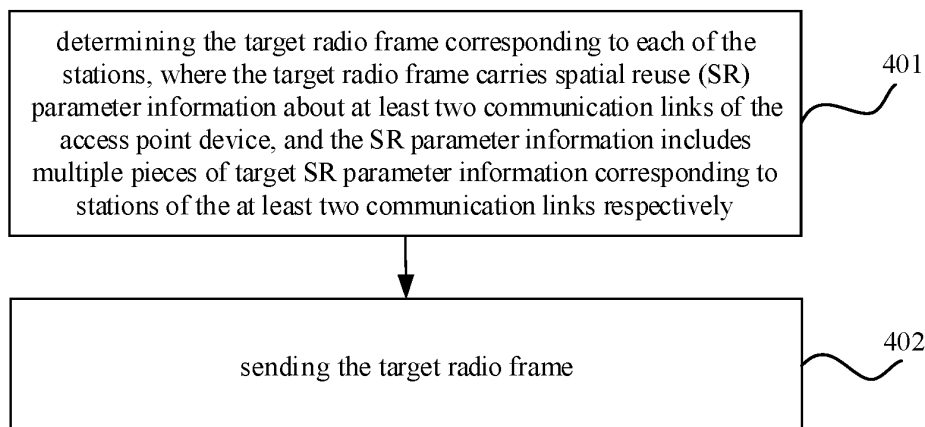 determining the target radio frame corresponding to each of the
stations, where the target radio frame carries spatial reuse (SR)
parameter information about at least two communication links of the
access point device, and the SR parameter information includes
multiple pieces of target SR parameter information corresponding to
stations of the at least two communication links respectively
401
sending the target radio frame
402